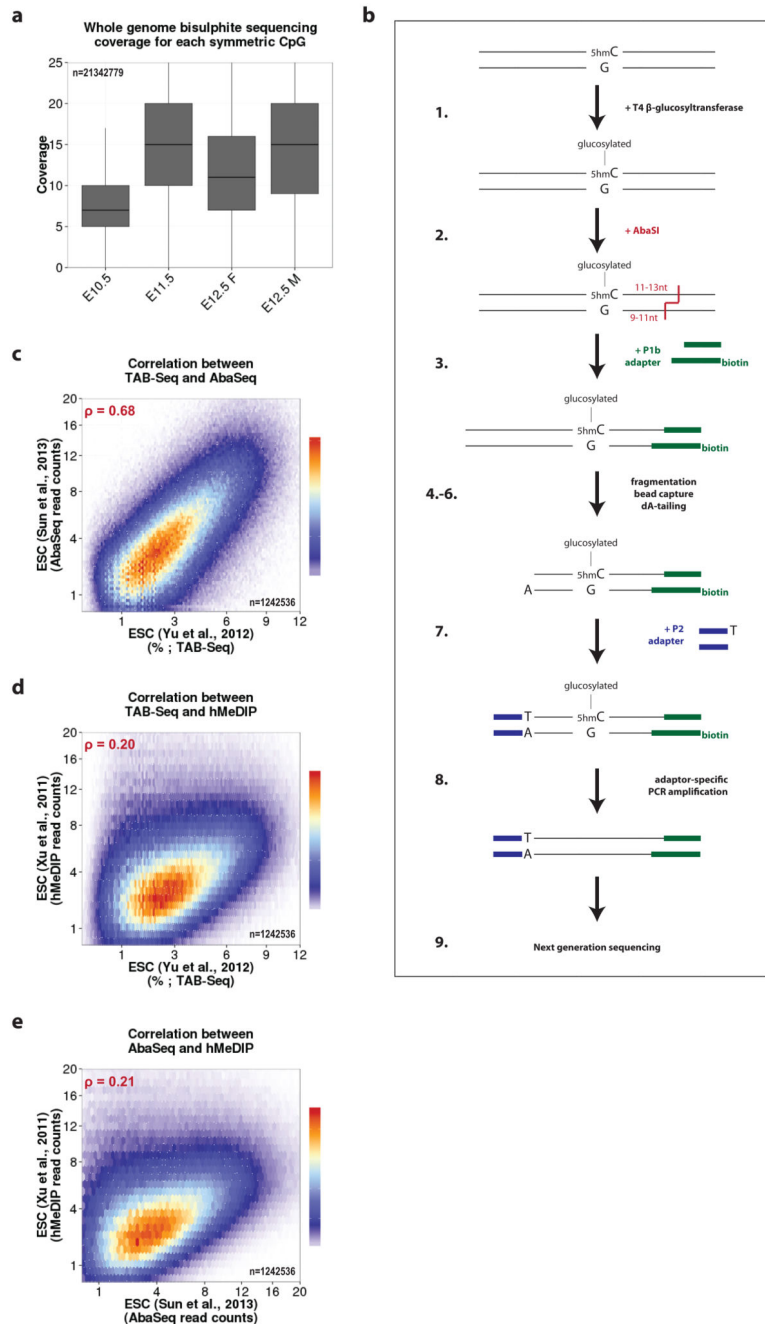 a
Whole genome bisulphite sequencing
coverage for each symmetric CpG
n=21342779
25
20
15
10
5
0
Coverage
E10.5
E11.5
E12.5 F
E12.5 M
b
5hmC
G
1.
+ T4 β-glucosyltransferase
glucosylated
5hmC
G
2.
+ AbaSI
glucosylated
11-13nt
5hmC
G
9-11nt
3.
+ P1b
adapter
biotin
glucosylated
5hmC
G
biotin
4.-6.
fragmentation
bead capture
dA-tailing
glucosylated
5hmC
A
G
biotin
7.
+ P2
adapter
T
glucosylated
T
5hmC
A
G
biotin
8.
adaptor-specific
PCR amplification
T
A
9.
Next generation sequencing
c
Correlation between
TAB-Seq and AbaSeq
ρ = 0.68
20
16
12
8
4
1
ESC (Sun et al., 2013)
(AbaSeq read counts)
n=1242536
1 3 6 9 12
ESC (Yu et al., 2012)
(% ; TAB-Seq)
d
Correlation between
TAB-Seq and hMeDIP
ρ = 0.20
20
16
12
8
4
1
ESC (Xu et al., 2011)
(hMeDIP read counts)
n=1242536
1 3 6 9 12
ESC (Yu et al., 2012)
(% ; TAB-Seq)
e
Correlation between
AbaSeq and hMeDIP
ρ = 0.21
20
16
12
8
4
1
ESC (Xu et al., 2011)
(hMeDIP read counts)
n=1242536
1 4 8 12 16 20
ESC (Sun et al., 2013)
(AbaSeq read counts)